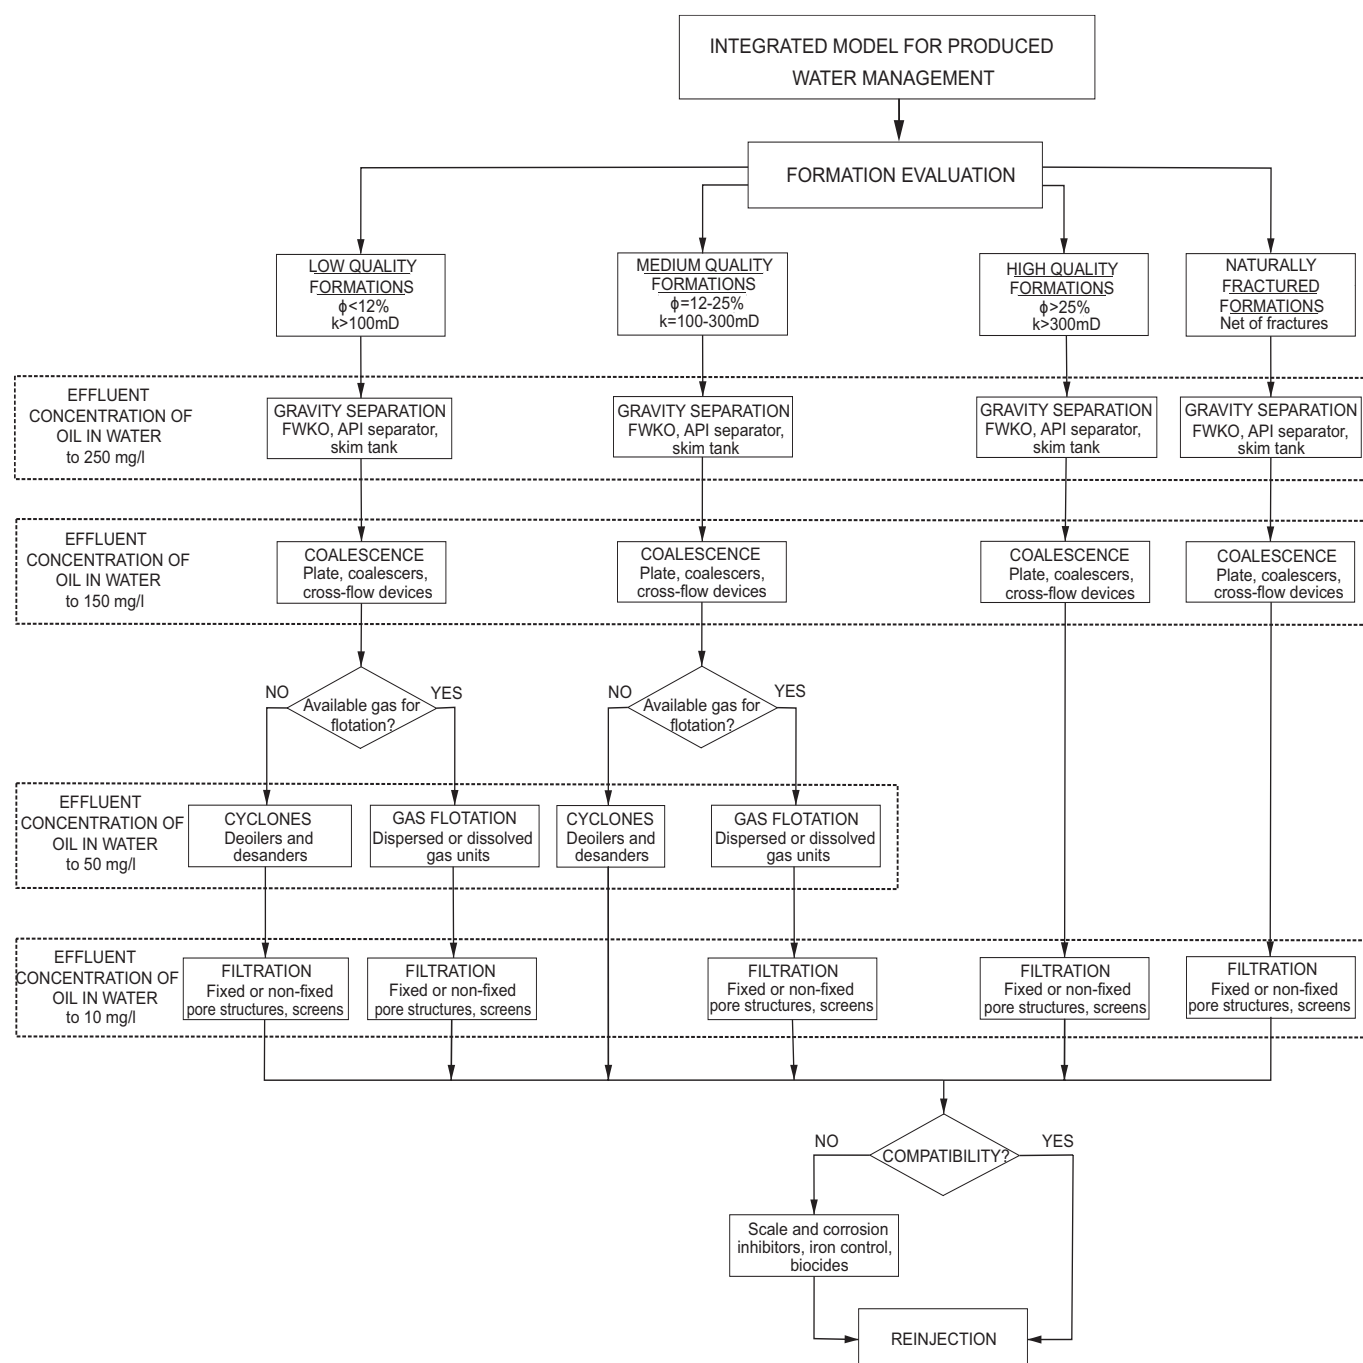 INTEGRATED MODEL FOR PRODUCED
WATER MANAGEMENT
FORMATION EVALUATION
LOW QUALITY
FORMATIONS
ϕ<12%
k>100mD
MEDIUM QUALITY
FORMATIONS
ϕ=12-25%
k=100-300mD
HIGH QUALITY
FORMATIONS
ϕ>25%
k>300mD
NATURALLY
FRACTURED
FORMATIONS
Net of fractures
EFFLUENT
CONCENTRATION OF
OIL IN WATER
to 250 mg/l
GRAVITY SEPARATION
FWKO, API separator,
skim tank
GRAVITY SEPARATION
FWKO, API separator,
skim tank
GRAVITY SEPARATION
FWKO, API separator,
skim tank
GRAVITY SEPARATION
FWKO, API separator,
skim tank
EFFLUENT
CONCENTRATION OF
OIL IN WATER
to 150 mg/l
COALESCENCE
Plate, coalescers,
cross-flow devices
COALESCENCE
Plate, coalescers,
cross-flow devices
COALESCENCE
Plate, coalescers,
cross-flow devices
COALESCENCE
Plate, coalescers,
cross-flow devices
NO
YES
Available gas for
flotation?
NO
YES
Available gas for
flotation?
EFFLUENT
CONCENTRATION OF
OIL IN WATER
to 50 mg/l
CYCLONES
Deoilers and
desanders
GAS FLOTATION
Dispersed or dissolved
gas units
CYCLONES
Deoilers and
desanders
GAS FLOTATION
Dispersed or dissolved
gas units
EFFLUENT
CONCENTRATION OF
OIL IN WATER
to 10 mg/l
FILTRATION
Fixed or non-fixed
pore structures, screens
FILTRATION
Fixed or non-fixed
pore structures, screens
FILTRATION
Fixed or non-fixed
pore structures, screens
FILTRATION
Fixed or non-fixed
pore structures, screens
FILTRATION
Fixed or non-fixed
pore structures, screens
NO
YES
COMPATIBILITY?
Scale and corrosion
inhibitors, iron control,
biocides
REINJECTION